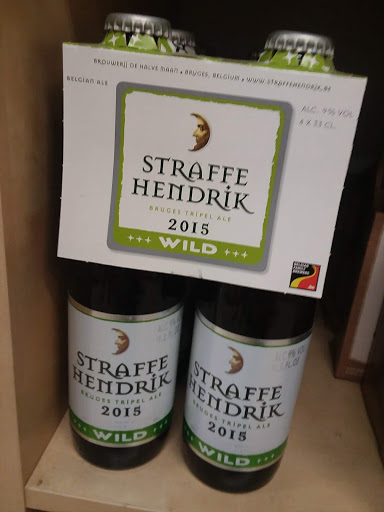 BROUWERIJ DE HALVE MAAN • BRUGES, BELGIUM • WWW.STRAFFEHENDRIK.BE
BELGIAN ALE
ALC. 9% VOL
4 X 33 CL.
STRAFFE
HENDRIK
BRUGES TRIPEL ALE
2015
+++ WILD +++
STRAFFE
HENDRIK
BRUGES TRIPEL ALE
2015
+++ WILD
STRAFFE
HENDRIK
BRUGES TRIPEL ALE
2015
+++ WILD